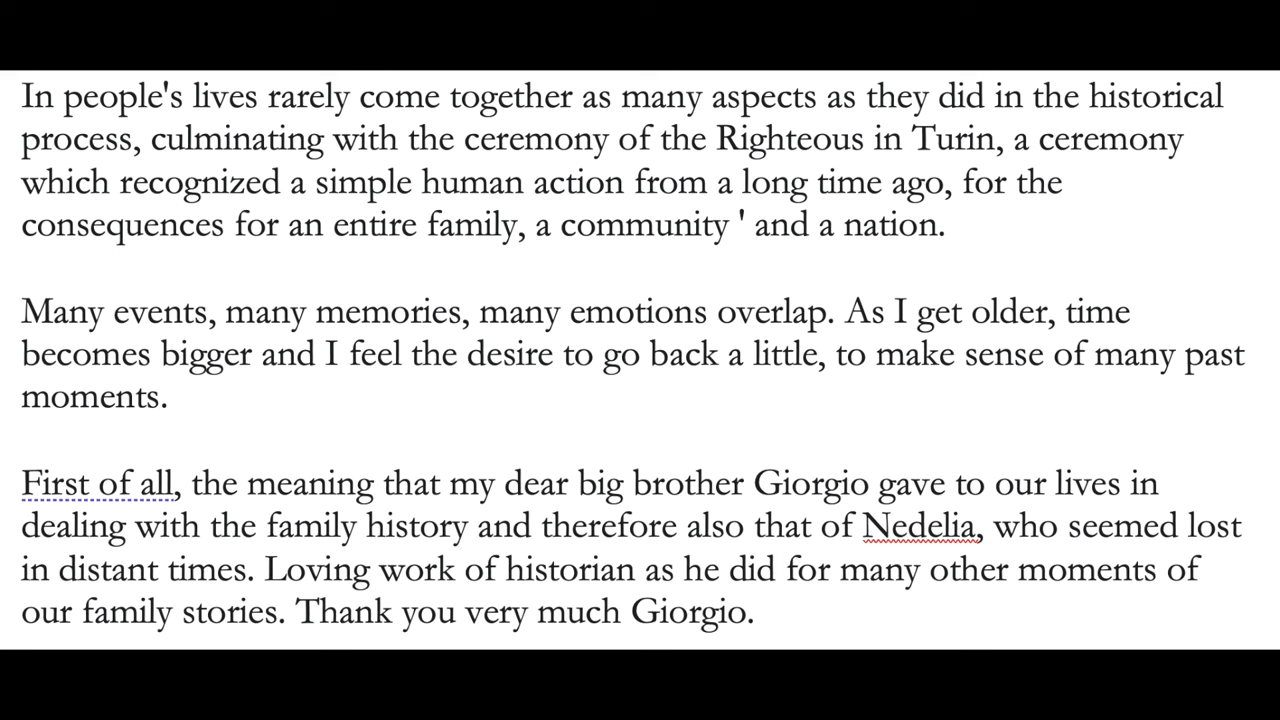 In people's lives rarely come together as many aspects as they did in the historical
process, culminating with the ceremony of the Righteous in Turin, a ceremony
which recognized a simple human action from a long time ago, for the
consequences for an entire family, a community ' and a nation.
Many events, many memories, many emotions overlap. As I get older, time
becomes bigger and I feel the desire to go back a little, to make sense of many past
moments.
First of all, the meaning that my dear big brother Giorgio gave to our lives in
dealing with the family history and therefore also that of Nedelia, who seemed lost
in distant times. Loving work of historian as he did for many other moments of
our family stories. Thank you very much Giorgio.